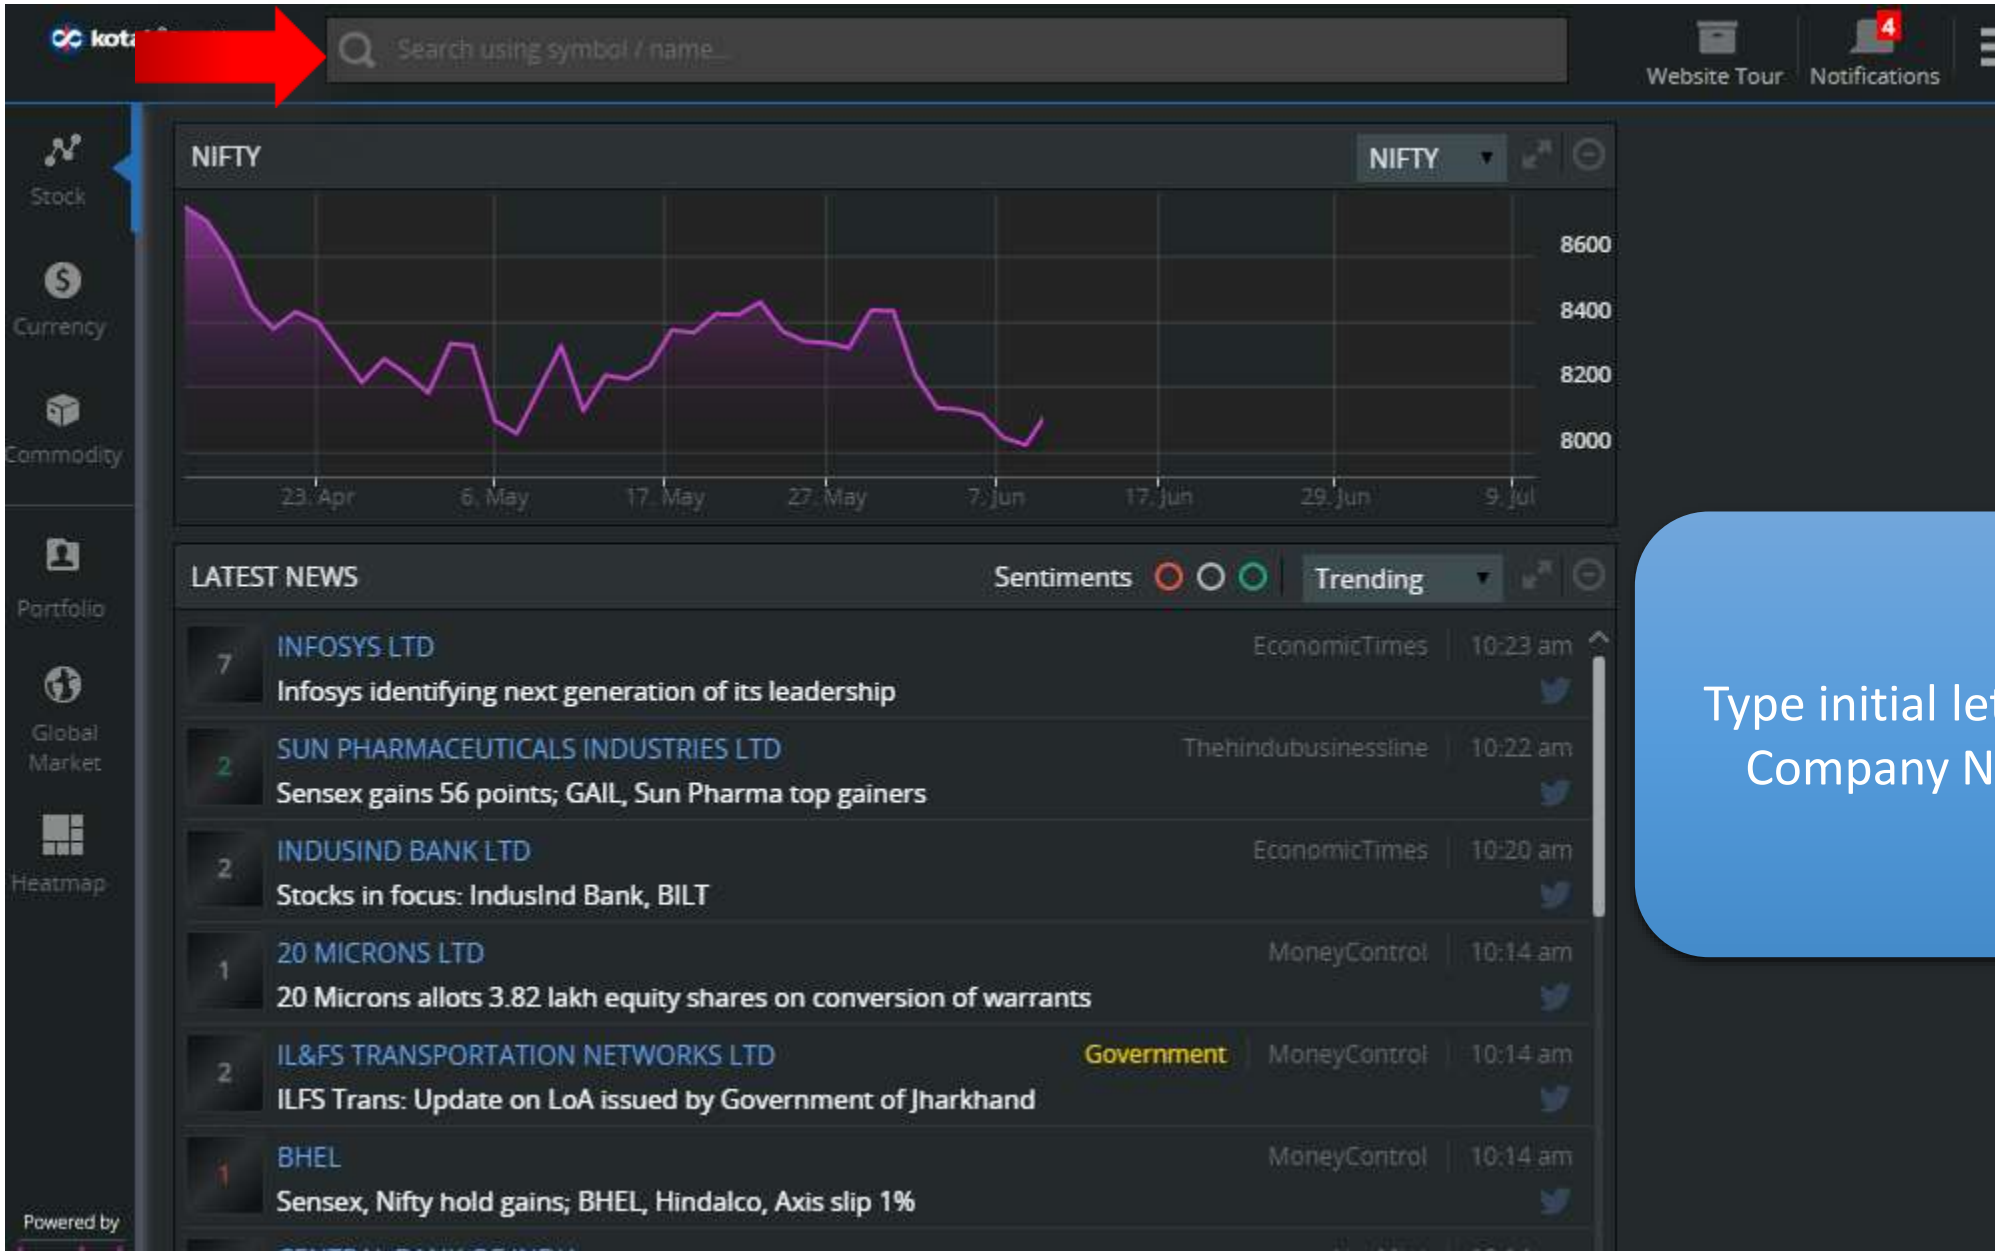 Search using symbol / name...
Website Tour
4
Notifications
Stock
Currency
Commodity
Portfolio
Global
Market
Heatmap
Powered by
NIFTY
NIFTY
8600
8400
8200
8000
23. Apr
6. May
17. May
27. May
7. Jun
17. Jun
29. Jun
9. Jul
LATEST NEWS
Sentiments
Trending
7
INFOSYS LTD
EconomicTimes
10:23 am
Infosys identifying next generation of its leadership
2
SUN PHARMACEUTICALS INDUSTRIES LTD
Thehindubusinessline
10:22 am
Sensex gains 56 points; GAIL, Sun Pharma top gainers
2
INDUSIND BANK LTD
EconomicTimes
10:20 am
Stocks in focus: IndusInd Bank, BILT
1
20 MICRONS LTD
MoneyControl
10:14 am
20 Microns allots 3.82 lakh equity shares on conversion of warrants
2
IL&FS TRANSPORTATION NETWORKS LTD
Government
MoneyControl
10:14 am
ILFS Trans: Update on LoA issued by Government of Jharkhand
1
BHEL
MoneyControl
10:14 am
Sensex, Nifty hold gains; BHEL, Hindalco, Axis slip 1%
Type initial
Company